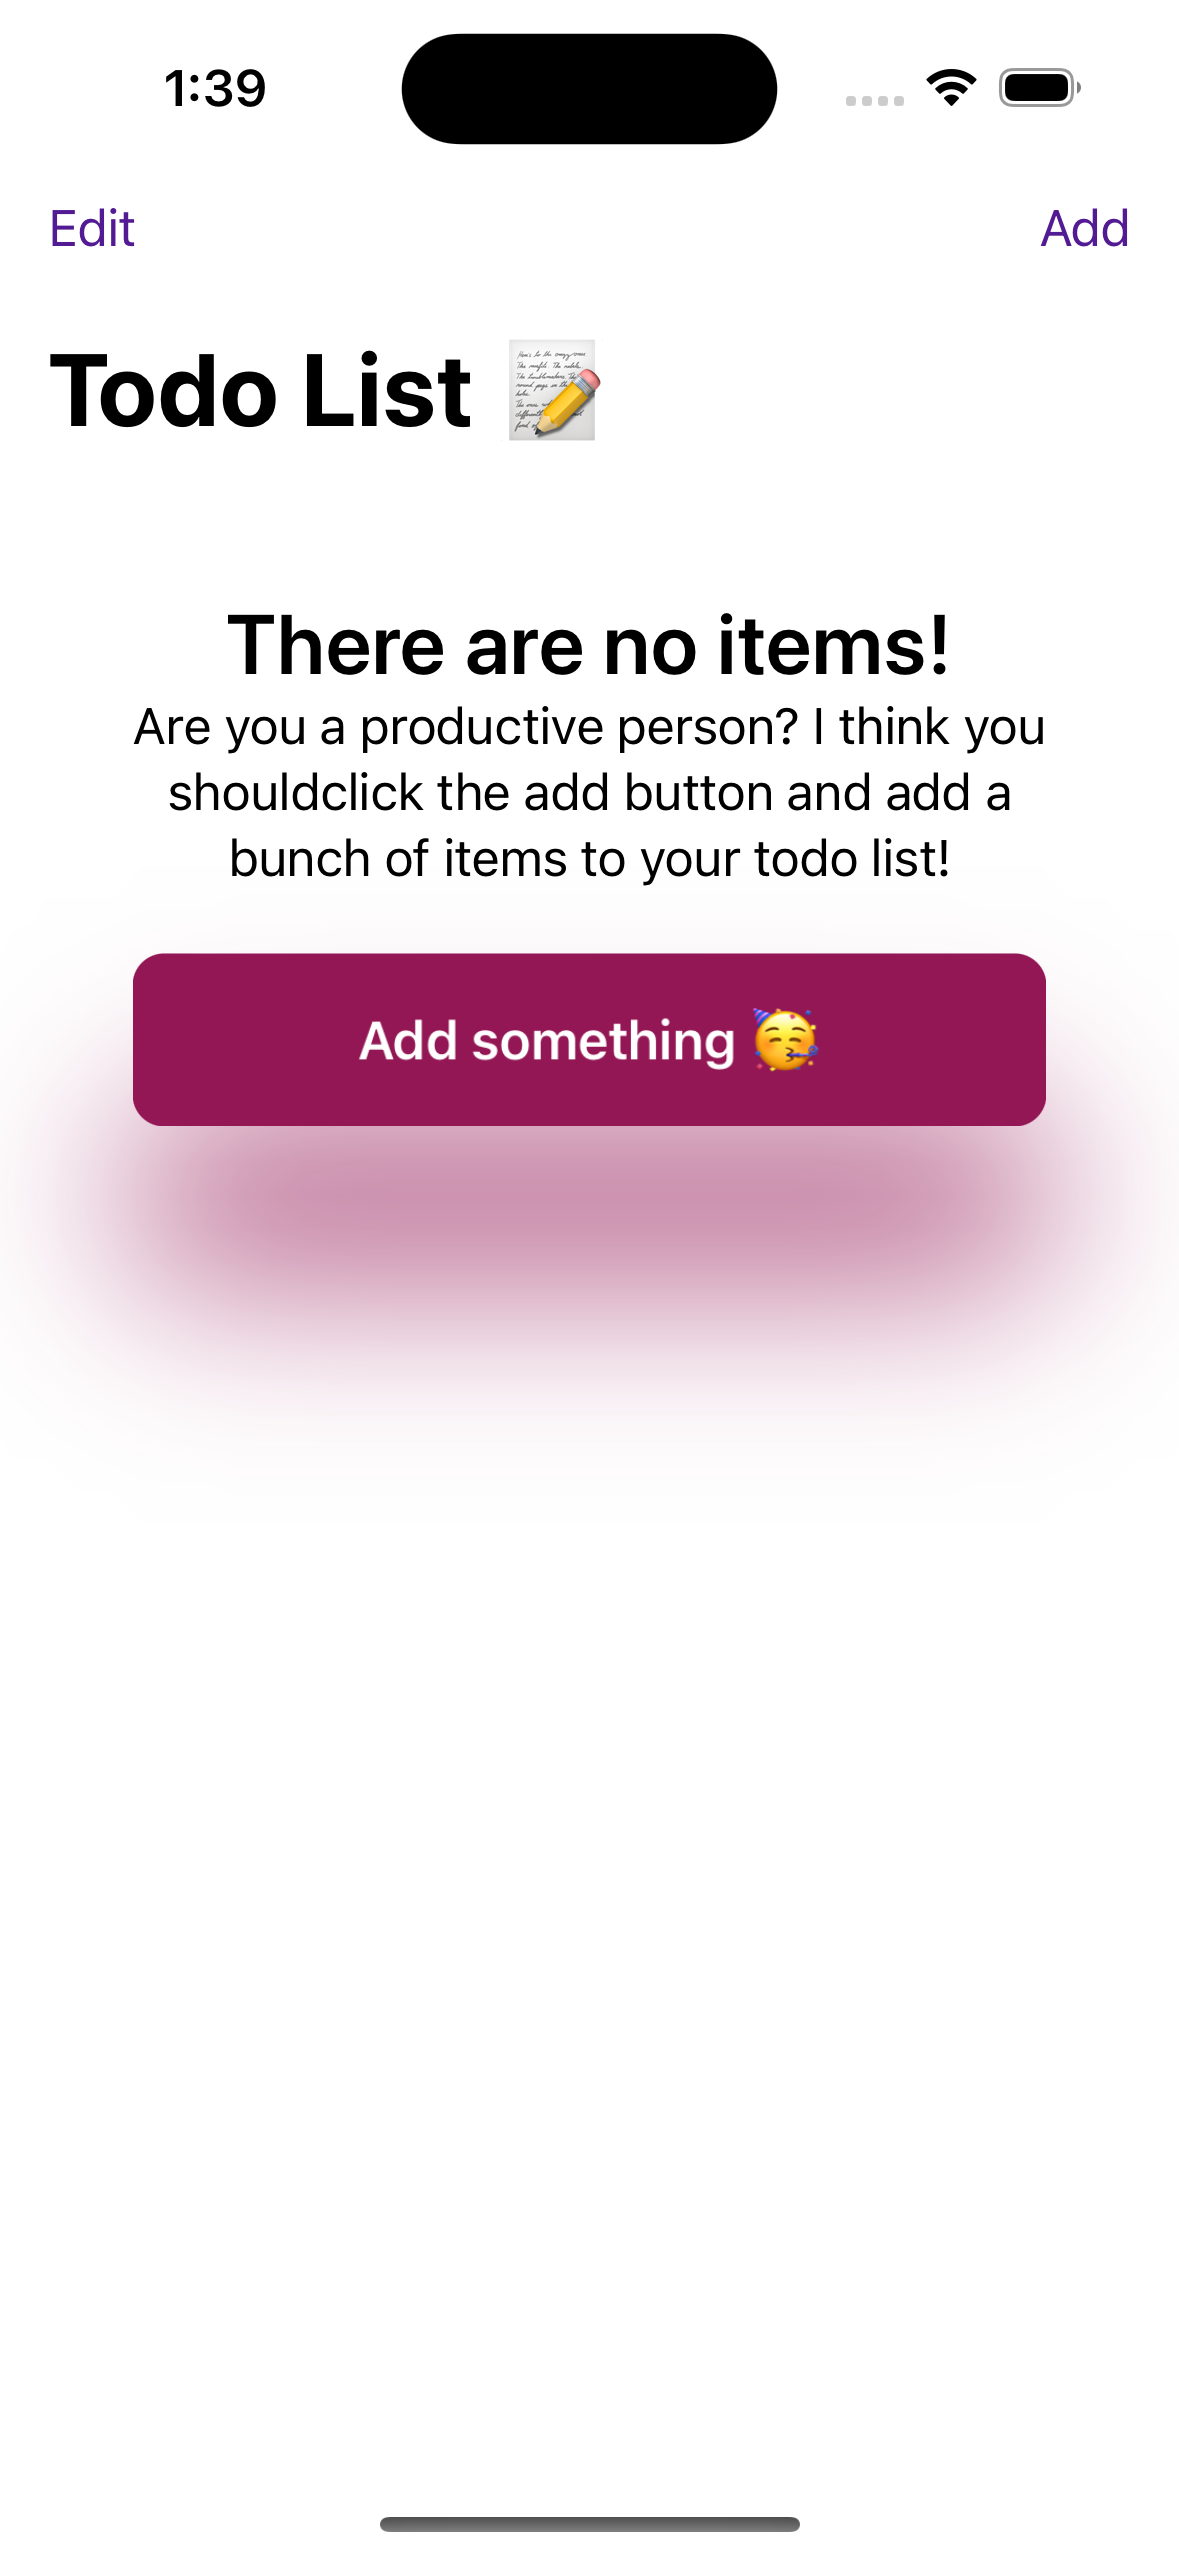 1:39
Edit
Add
Todo List 📝
There are no items!
Are you a productive person? I think you
shouldclick the add button and add a
bunch of items to your todo list!
Add something 🥳